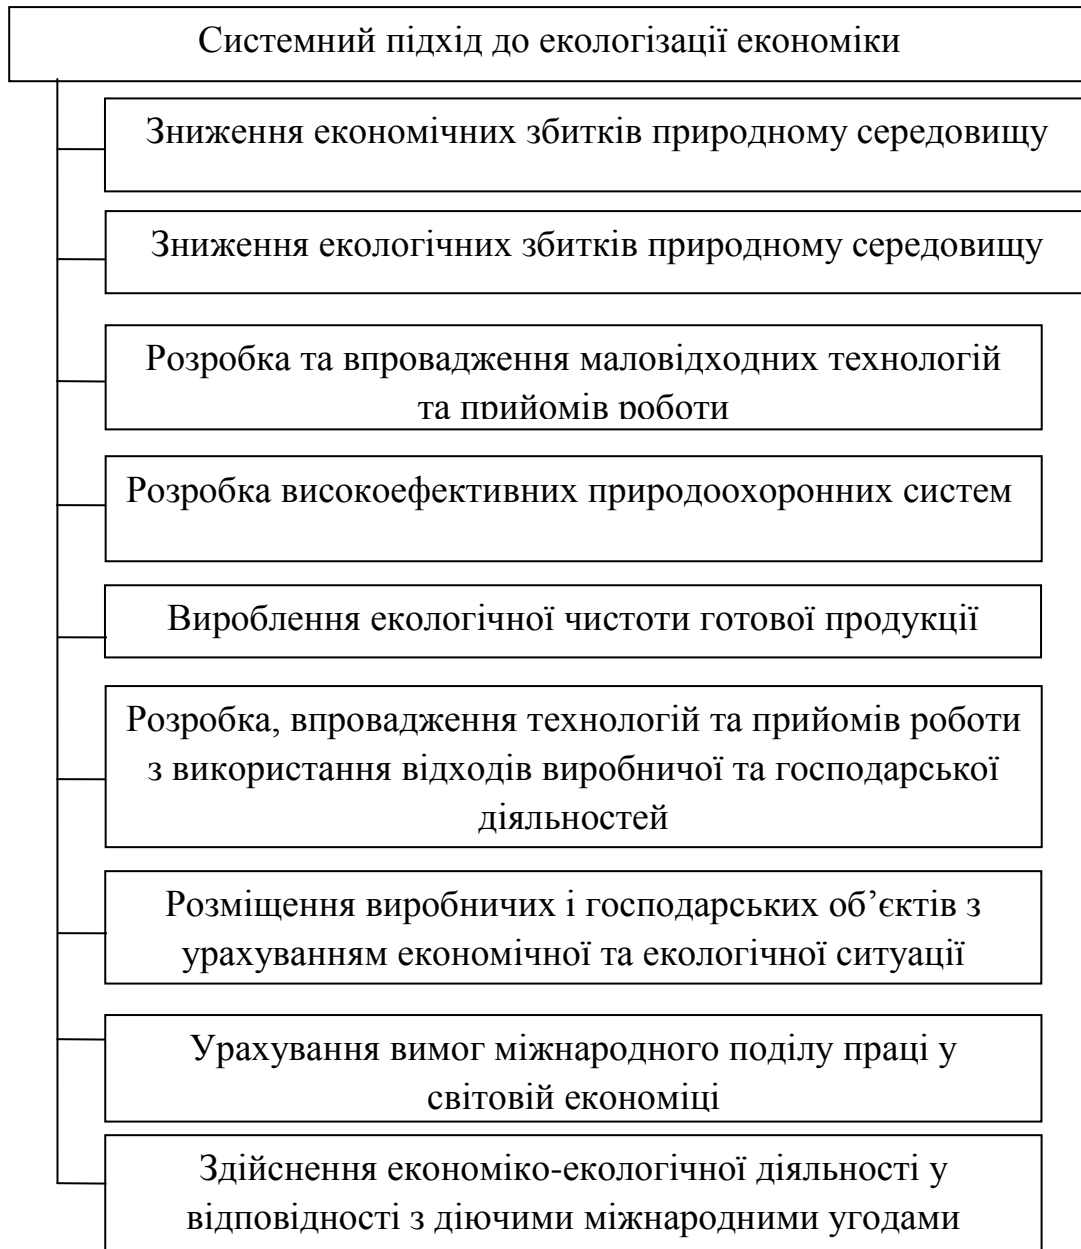 Системний підхід до екологізації економіки
Зниження економічних збитків природному середовищу
Зниження екологічних збитків природному середовищу
Розробка та впровадження маловідходних технологій
та прийомів роботи
Розробка високоефективних природоохоронних систем
Вироблення екологічної чистоти готової продукції
Розробка, впровадження технологій та прийомів роботи
з використання відходів виробничої та господарської
діяльностей
Розміщення виробничих і господарських об’єктів з
урахуванням економічної та екологічної ситуації
Урахування вимог міжнародного поділу праці у
світовій економіці
Здійснення економіко-екологічної діяльності у
відповідності з діючими міжнародними угодами